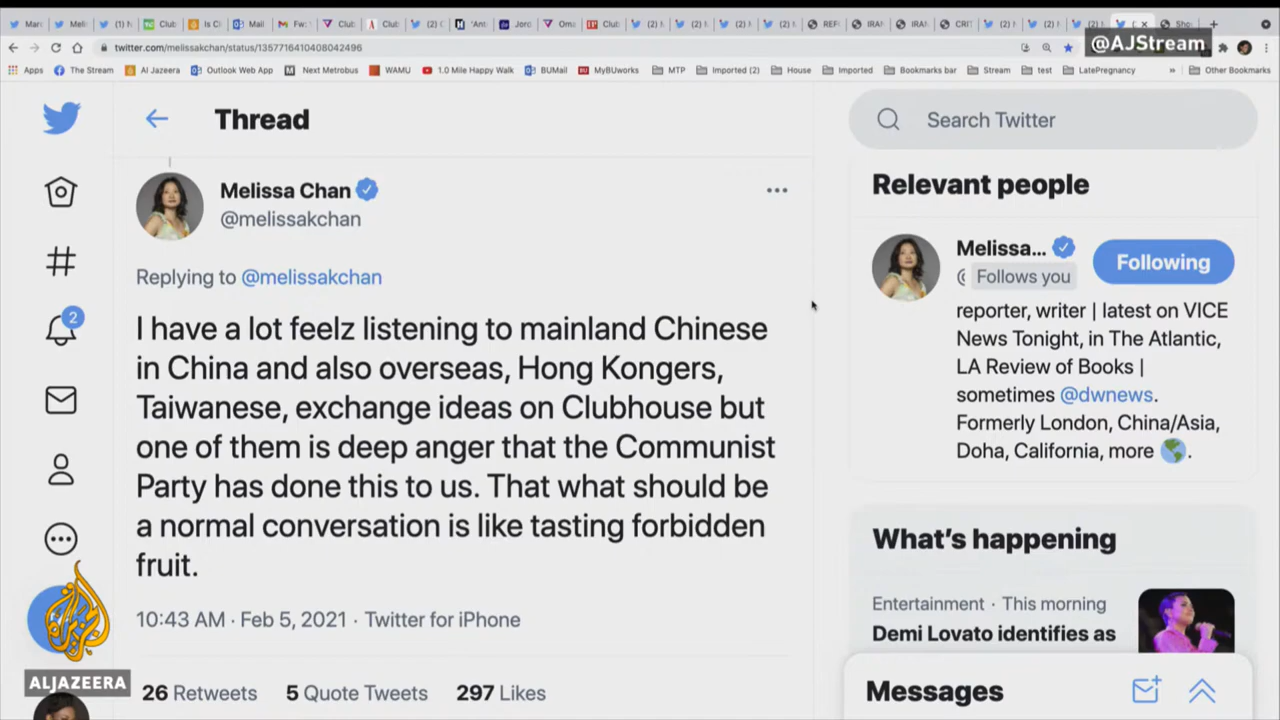 twitter.com/melissakchan/status/1357716410408042496
@AJStream
Apps
The Stream
Al Jazeera
Outlook Web App
Next Metrobus
WAMU
1.0 Mile Happy Walk
BUMail
MyBUworks
MTP
Imported (2)
House
Imported
Bookmarks bar
Stream
test
LatePregnancy
»
Other Bookmarks
Thread
Search Twitter
Melissa Chan
@melissakchan
Replying to @melissakchan
I have a lot feelz listening to mainland Chinese
in China and also overseas, Hong Kongers,
Taiwanese, exchange ideas on Clubhouse but
one of them is deep anger that the Communist
Party has done this to us. That what should be
a normal conversation is like tasting forbidden
fruit.
10:43 AM · Feb 5, 2021 · Twitter for iPhone
26 Retweets 5 Quote Tweets 297 Likes
2
Relevant people
Melissa...
Follows you
Following
reporter, writer | latest on VICE
News Tonight, in The Atlantic,
LA Review of Books |
sometimes @dwnews.
Formerly London, China/Asia,
Doha, California, more
What's happening
Entertainment · This morning
Demi Lovato identifies as
Messages
ALJAZEERA